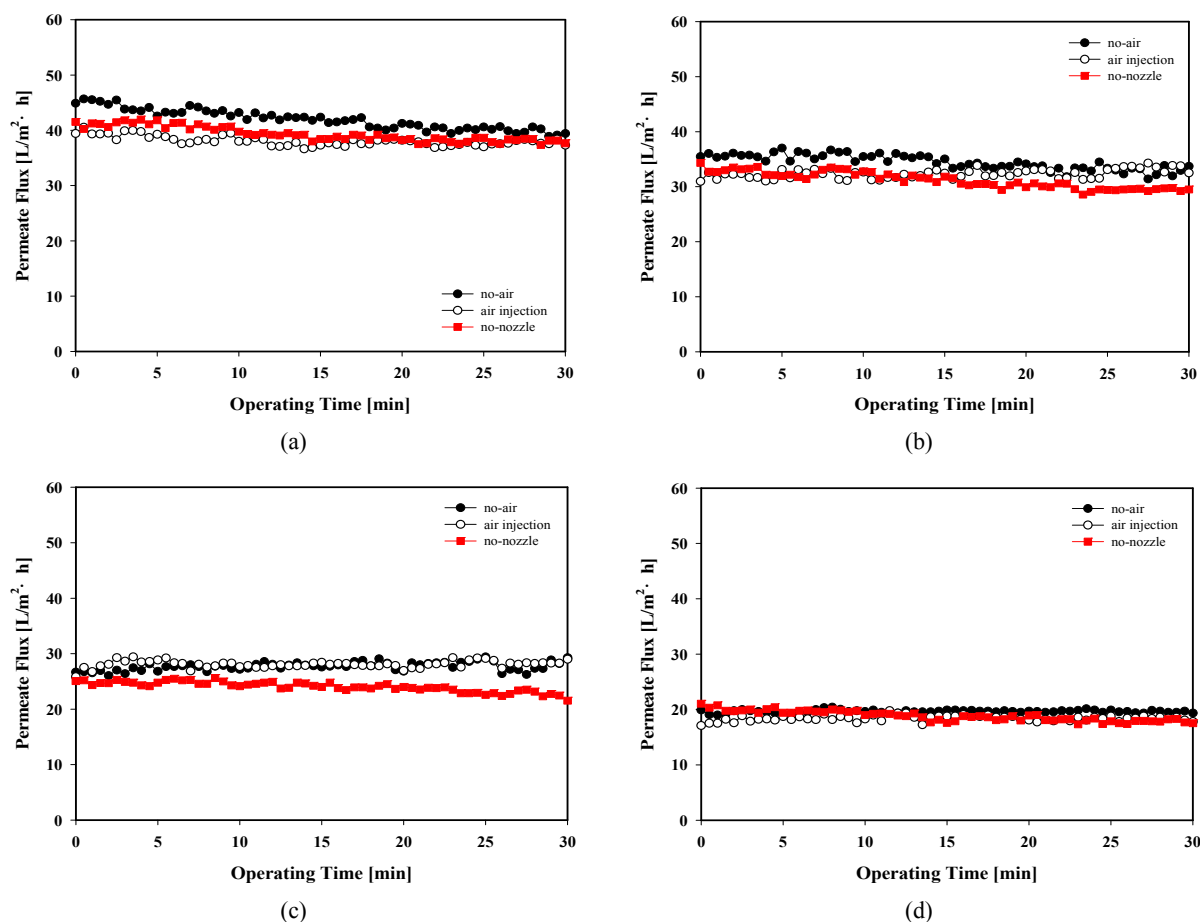 60
50
40
30
20
10
0
Permeate Flux [L/m²· h]
no-air
air injection
no-nozzle
0 5 10 15 20 25 30
Operating Time [min]
(a)
60
50
40
30
20
10
0
Permeate Flux [L/m²· h]
no-air
air injection
no-nozzle
0 5 10 15 20 25 30
Operating Time [min]
(b)
60
50
40
30
20
10
0
Permeate Flux [L/m²· h]
no-air
air injection
no-nozzle
0 5 10 15 20 25 30
Operating Time [min]
(c)
60
50
40
30
20
10
0
Permeate Flux [L/m²· h]
no-air
air injection
no-nozzle
0 5 10 15 20 25 30
Operating Time [min]
(d)